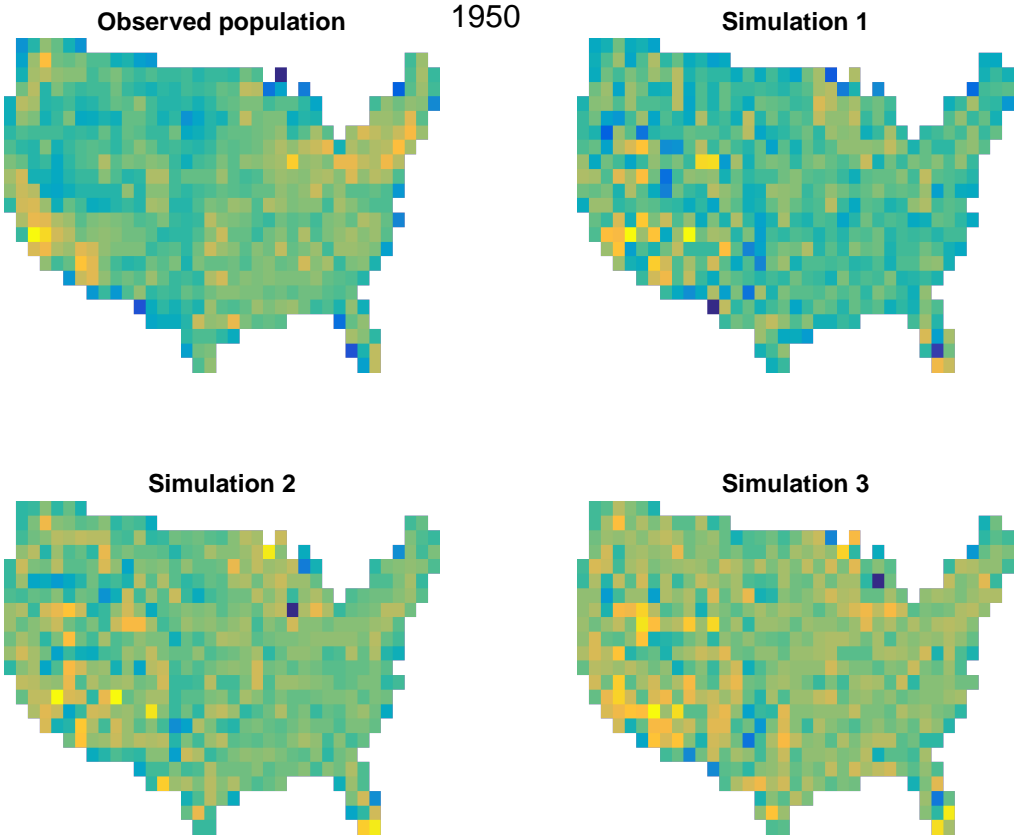 1950
Observed population
Simulation 1
Simulation 2
Simulation 3